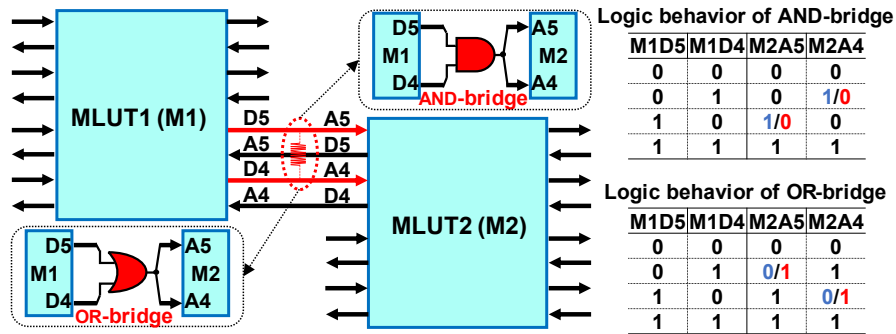 D5
M1
D4
A5
M2
A4
AND-bridge
MLUT1 (M1)
D5 A5
A5 D5
D4 A4
A4 D4
MLUT2 (M2)
D5
M1
D4
A5
M2
A4
OR-bridge
Logic behavior of AND-bridge
M1D5 M1D4 M2A5 M2A4
0 0 0 0
0 1 0 1/0
1 0 1/0 0
1 1 1 1
Logic behavior of OR-bridge
M1D5 M1D4 M2A5 M2A4
0 0 0 0
0 1 0/1 1
1 0 1 0/1
1 1 1 1